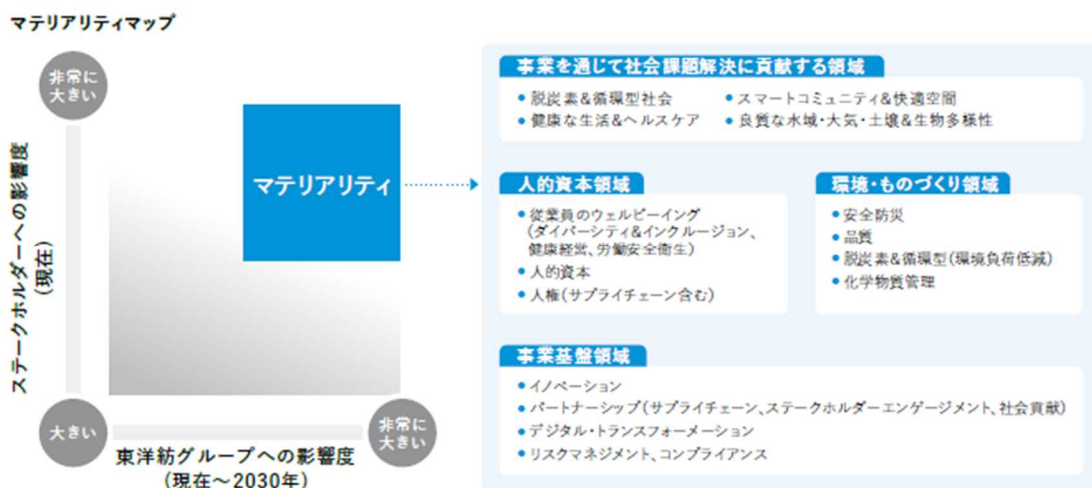 マテリアリティマップ
非常に
大きい
ステークホルダーへの影響度
(現在)
大きい
東洋紡グループへの影響度
(現在～2030年)
非常に
大きい
マテリアリティ
事業を通じて社会課題解決に貢献する領域
● 脱炭素&循環型社会
● スマートコミュニティ&快適空間
● 健康な生活&ヘルスケア
● 良質な水域・大気・土壌&生物多様性
人的資本領域
● 従業員のウェルビーイング
(ダイバーシティ&インクルージョン、
健康経営、労働安全衛生)
● 人的資本
● 人権(サプライチェーン含む)
環境・ものづくり領域
● 安全防災
● 品質
● 脱炭素&循環型(環境負荷低減)
● 化学物質管理
事業基盤領域
● イノベーション
● パートナーシップ(サプライチェーン、ステークホルダーエンゲージメント、社会貢献)
● デジタル・トランスフォーメーション
● リスクマネジメント、コンプライアンス